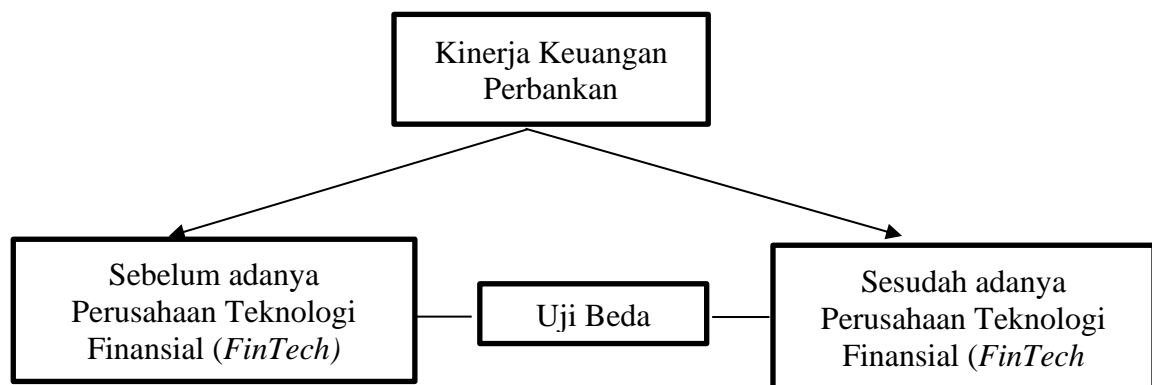 Kinerja Keuangan
Perbankan
Sebelum adanya
Perusahaan Teknologi
Finansial (FinTech)
Uji Beda
Sesudah adanya
Perusahaan Teknologi
Finansial (FinTech